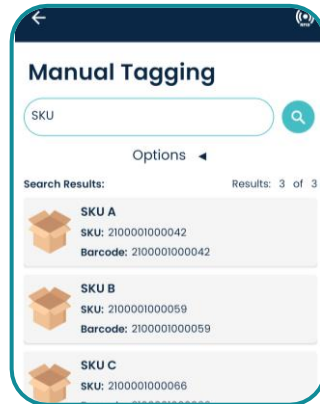 Manual Tagging
SKU
Options
Search Results: Results: 3 of 3
SKU A
SKU: 2100001000042
Barcode: 2100001000042
SKU B
SKU: 2100001000059
Barcode: 2100001000059
SKU C
SKU: 2100001000066